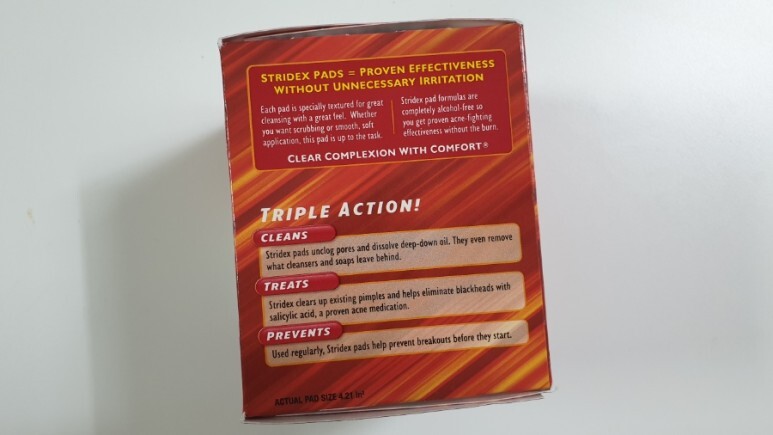 STRIDEX PADS = PROVEN EFFECTIVENESS
WITHOUT UNNECESSARY IRRITATION
Each pad is specially textured for great
cleansing with a great feel. Whether
you want scrubbing or smooth, soft
application, this pad is up to the task.
Stridex pad formulas are
completely alcohol-free so
you get proven acne-fighting
effectiveness without the burn.
CLEAR COMPLEXION WITH COMFORT®
TRIPLE ACTION!
CLEANS
Stridex pads unclog pores and dissolve deep-down oil. They even remove
what cleansers and soaps leave behind.
TREATS
Stridex clears up existing pimples and helps eliminate blackheads with
salicylic acid, a proven acne medication.
PREVENTS
Used regularly, Stridex pads help prevent breakouts before they start.
ACTUAL PAD SIZE 4.21 in²